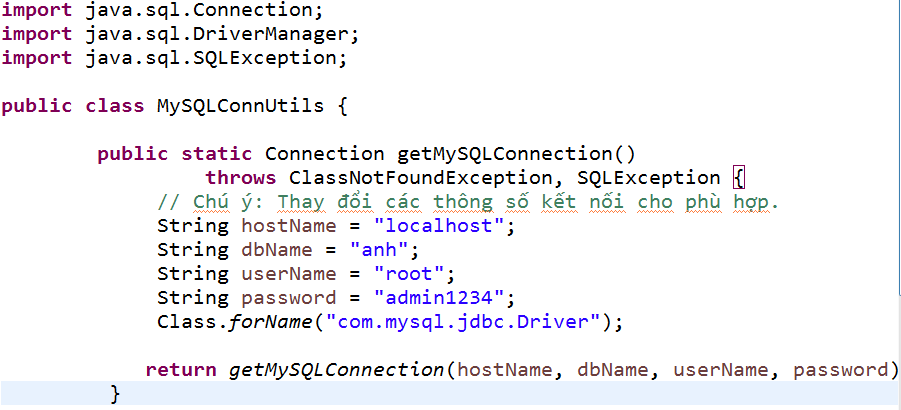 import java.sql.Connection;
import java.sql.DriverManager;
import java.sql.SQLException;
public class MySQLConnUtils {
public static Connection getMySQLConnection()
throws ClassNotFoundException, SQLException {
// Chú ý: Thay đổi các thông số kết nối cho phù hợp.
String hostName = "localhost";
String dbName = "anh";
String userName = "root";
String password = "admin1234";
Class.forName("com.mysql.jdbc.Driver");
return getMySQLConnection(hostName, dbName, userName, password)
}